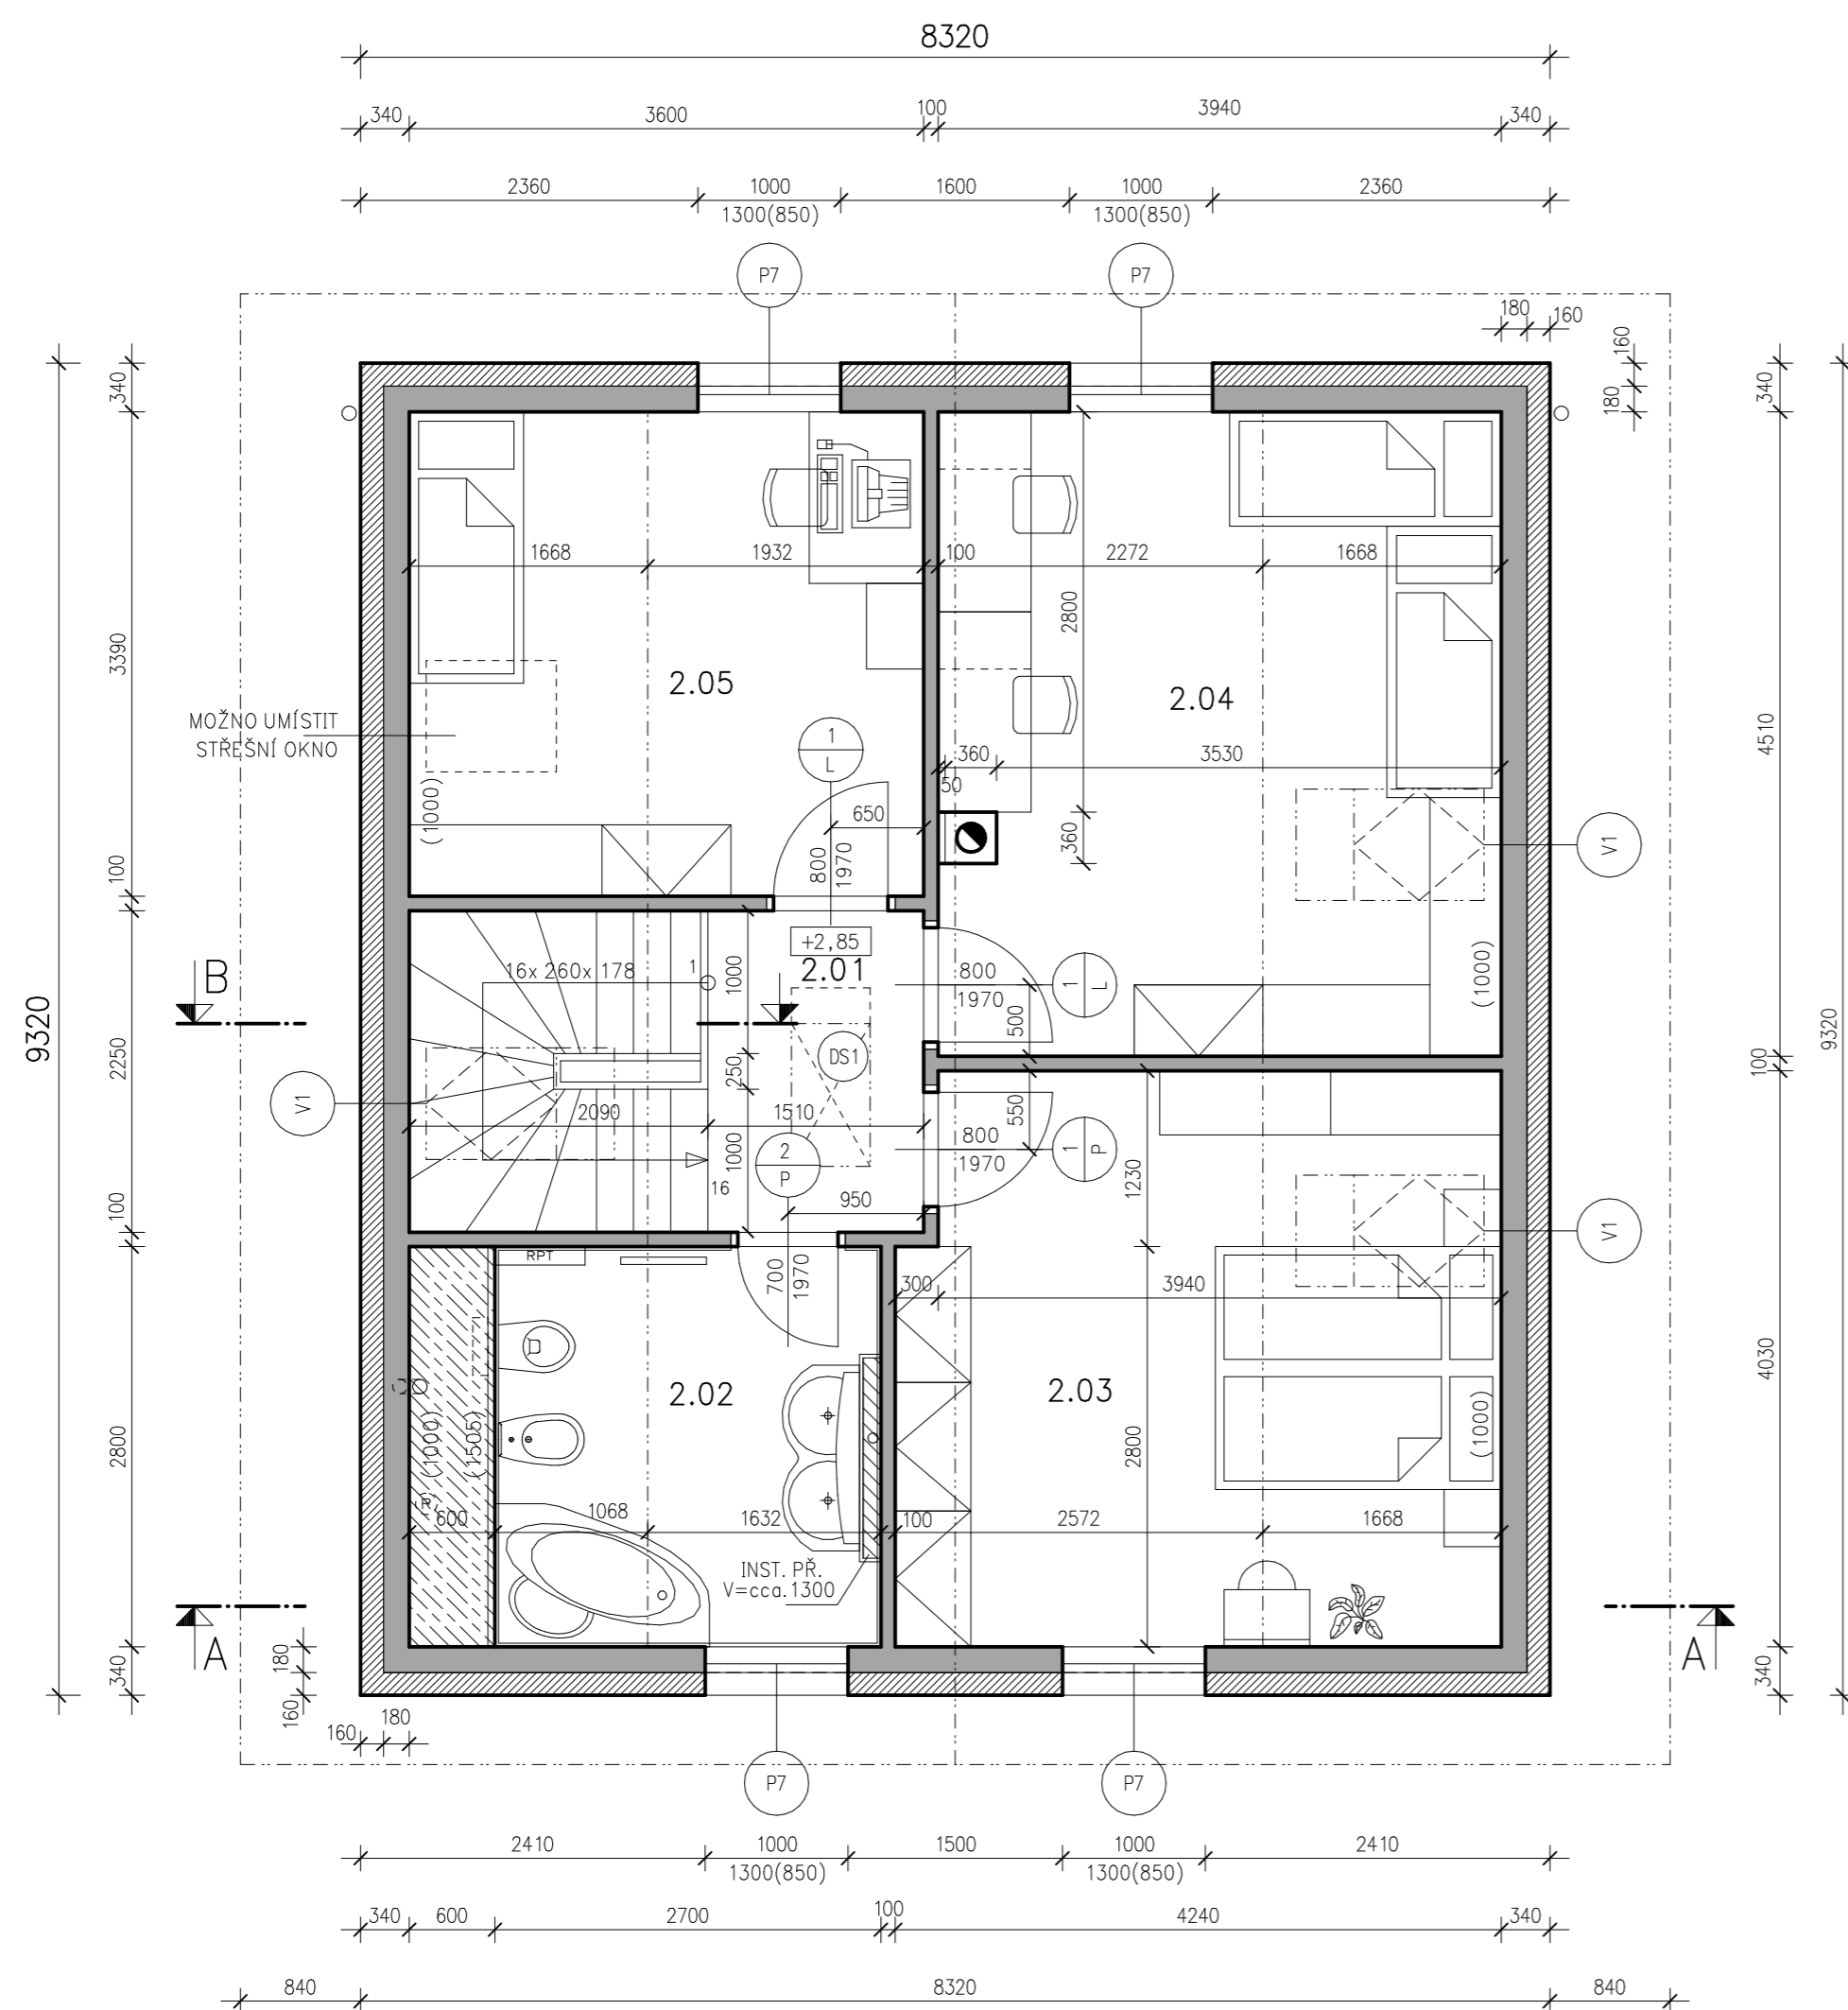 8320
340 3600 100 3940 340
2360 1000 1600 1000 2360
1300(850) 1300(850)
P7 P7
180 160
160
340 180 340
1668 1932 100 2272 1668
2800
3390
2.05 2.04
4510
MOŽNO UMÍSTIT
STŘEŠNÍ OKNO
1
L
360 3530
50
(1000)
650
800
1970
360
V1
100
+2,85
2.01
B
16x 260x 178
1
1000
800
1970
1
L
500
(1000)
9320
9320
2250
DS1
250
100
V1
2090 1510
550
800
1970
1
P
2
P
1000
16
950
1230
100
RPT
700
1970
V1
300 3940
2.02 2.03
4030
(1000)
(1505)
(1000)
2800
2800
(R)
600 1068 1632 100 2572 1668
INST. PŘ.
V=cca.1300
A A
180
340
160
340
160 180
P7 P7
2410 1000 1500 1000 2410
1300(850) 1300(850)
340 600 2700 100 4240 340
840 8320 840